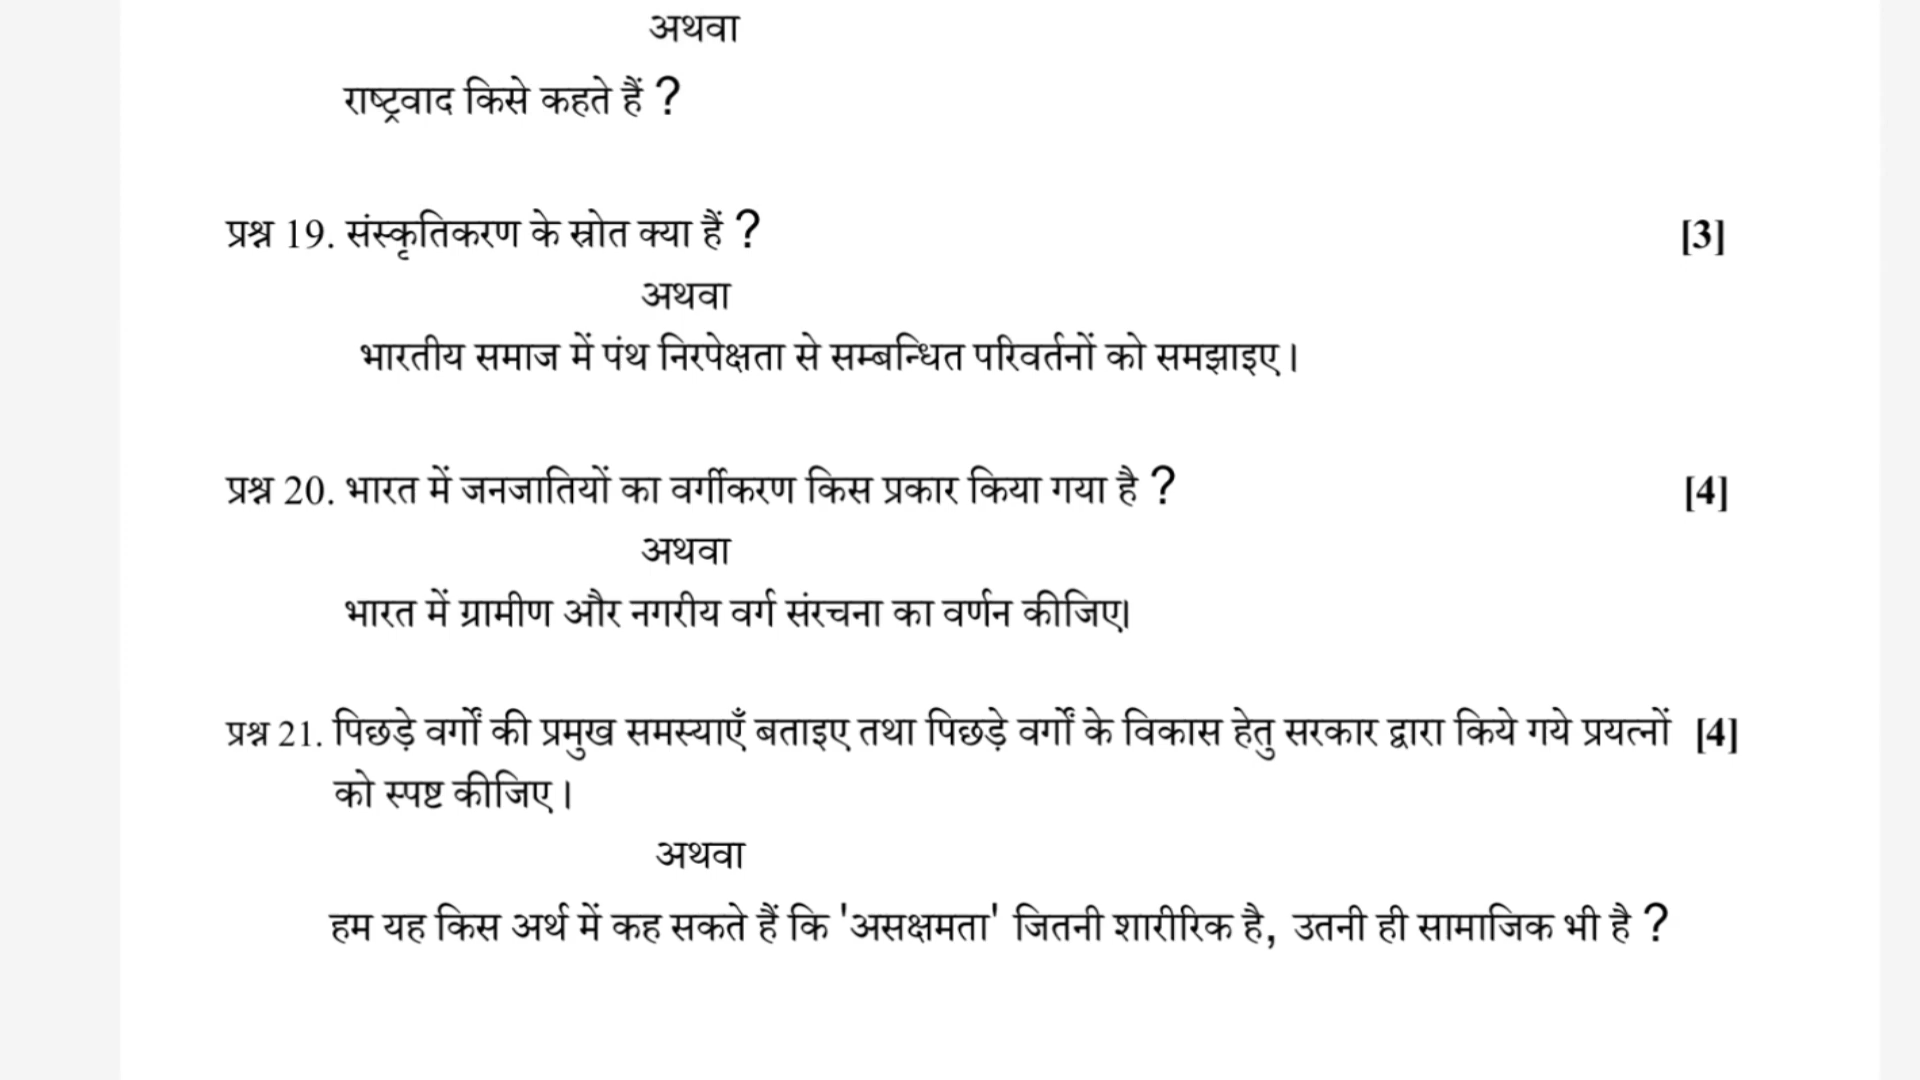 अथवा
राष्ट्रवाद किसे कहते हैं ?
प्रश्न 19. संस्कृतिकरण के स्रोत क्या हैं ? [3]
अथवा
भारतीय समाज में पंथ निरपेक्षता से सम्बन्धित परिवर्तनों को समझाइए।
प्रश्न 20. भारत में जनजातियों का वर्गीकरण किस प्रकार किया गया है ? [4]
अथवा
भारत में ग्रामीण और नगरीय वर्ग संरचना का वर्णन कीजिए।
प्रश्न 21. पिछड़े वर्गों की प्रमुख समस्याएँ बताइए तथा पिछड़े वर्गों के विकास हेतु सरकार द्वारा किये गये प्रयत्नों [4]
को स्पष्ट कीजिए।
अथवा
हम यह किस अर्थ में कह सकते हैं कि 'असक्षमता' जितनी शारीरिक है, उतनी ही सामाजिक भी है ?